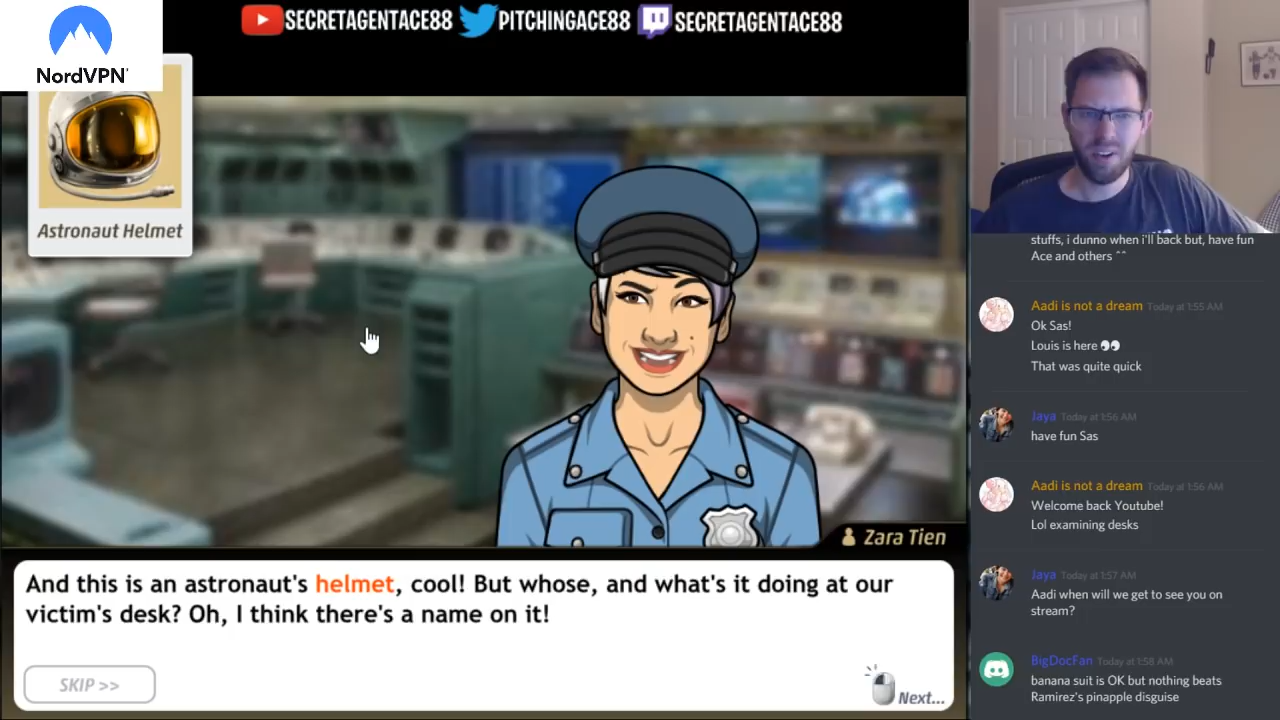 SECRETAGENTACE88
PITCHINGACE88
SECRETAGENTACE88
NordVPN®
Astronaut Helmet
Zara Tien
And this is an astronaut's helmet, cool! But whose, and what's it doing at our
victim's desk? Oh, I think there's a name on it!
SKIP >>
Next...
stuffs, i dunno when i'll back but, have fun
Ace and others ^^
Aadi is not a dream Today at 1:55 AM
Ok Sas!
Louis is here 👀
That was quite quick
Jaya Today at 1:56 AM
have fun Sas
Aadi is not a dream Today at 1:56 AM
Welcome back Youtube!
Lol examining desks
Jaya Today at 1:57 AM
Aadi when will we get to see you on
stream?
BigDocFan Today at 1:58 AM
banana suit is OK but nothing beats
Ramirez's pinapple disguise